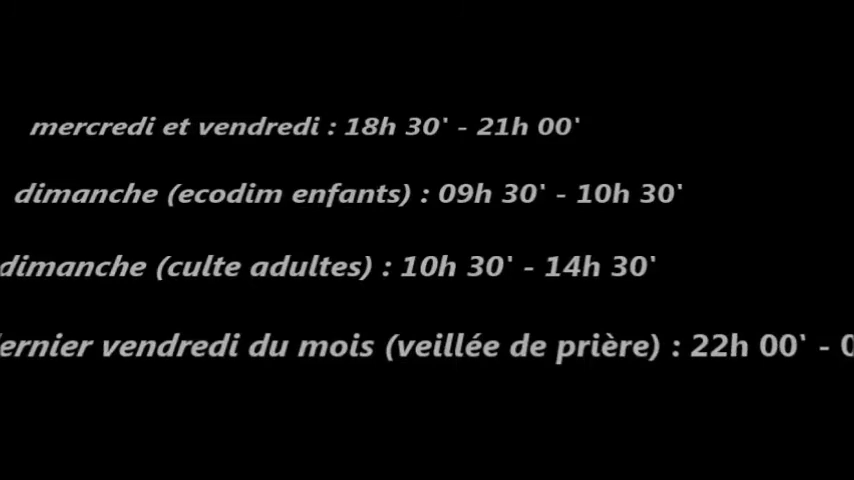 mercredi et vendredi : 18h 30' - 21h 00'
dimanche (ecodim enfants) : 09h 30' - 10h 30'
dimanche (culte adultes) : 10h 30' - 14h 30'
vendredi du mois (veillée de prière) : 22h 00' -